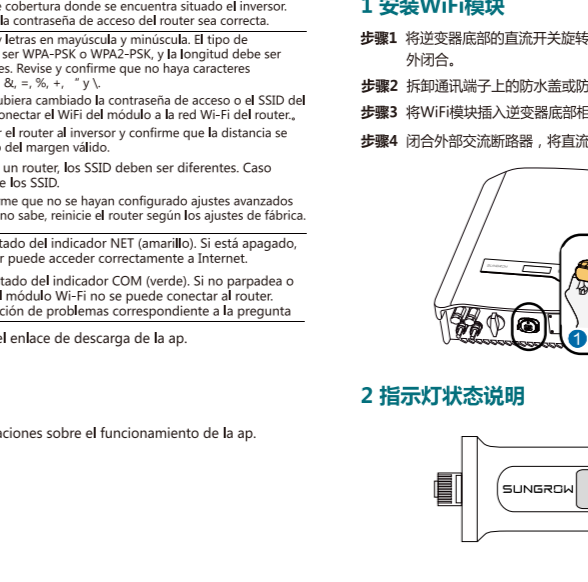 cobertura donde se encuentra situado el inversor.
la contraseña de acceso del router sea correcta.
y letras en mayúscula y minúscula. El tipo de
ser WPA-PSK o WPA2-PSK, y la longitud debe ser
es. Revise y confirme que no haya caracteres
&, =, %, +, “ y \.
ubiera cambiado la contraseña de acceso o el SSID del
onectar el WiFi del módulo a la red Wi-Fi del router.„
r el router al inversor y confirme que la distancia se
o del margen válido.
un router, los SSID deben ser diferentes. Caso
e los SSID.
rme que no se hayan configurado ajustes avanzados
no sabe, reinicie el router según los ajustes de fábrica.
tado del indicador NET (amarillo). Si está apagado,
r puede acceder correctamente a Internet.
tado del indicador COM (verde). Si no parpadea o
l módulo Wi-Fi no se puede conectar al router.
ción de problemas correspondiente a la pregunta
el enlace de descarga de la ap.
aciones sobre el funcionamiento de la ap.
1 安装WiFi模块
步骤1 将逆变器底部的直流开关旋转
外闭合。
步骤2 拆卸通讯端子上的防水盖或防
步骤3 将WiFi模块插入逆变器底部相
步骤4 闭合外部交流断路器，将直流
1
2 指示灯状态说明
SUNGROW